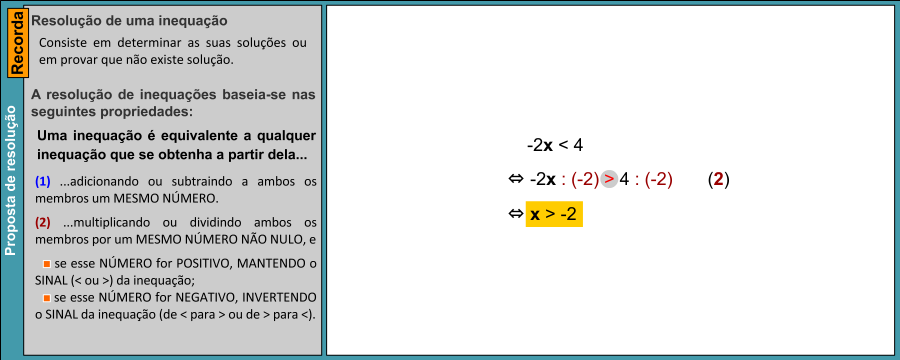 Recorda
Proposta de resolução
Resolução de uma inequação
Consiste em determinar as suas soluções ou
em provar que não existe solução.
A resolução de inequações baseia-se nas
seguintes propriedades:
Uma inequação é equivalente a qualquer
inequação que se obtenha a partir dela...
(1) ...adicionando ou subtraindo a ambos os
membros um MESMO NÚMERO.
(2) ...multiplicando ou dividindo ambos os
membros por um MESMO NÚMERO NÃO NULO, e
se esse NÚMERO for POSITIVO, MANTENDO o
SINAL (< ou >) da inequação;
se esse NÚMERO for NEGATIVO, INVERTENDO
o SINAL da inequação (de < para > ou de > para <).
-2x < 4
⇔ -2x : (-2) > 4 : (-2) (2)
⇔ x > -2